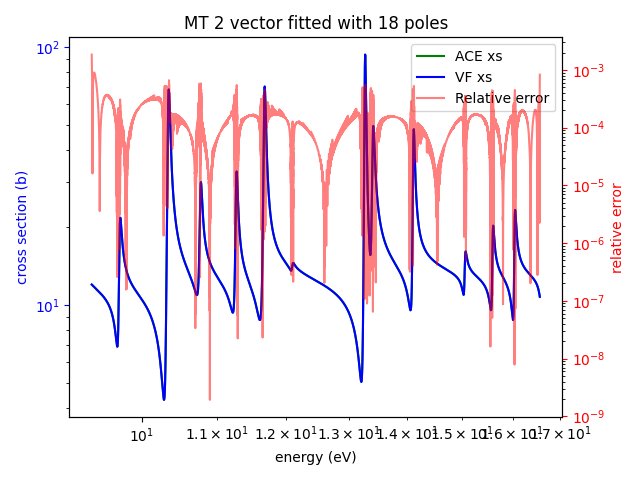 MT 2 vector fitted with 18 poles
ACE xs
VF xs
Relative error
cross section (b)
10²
10¹
relative error
10⁻³
10⁻⁴
10⁻⁵
10⁻⁶
10⁻⁷
10⁻⁸
10⁻⁹
10¹ 1.1 × 10¹ 1.2 × 10¹ 1.3 × 10¹ 1.4 × 10¹ 1.5 × 10¹ 1.6 × 10¹ 1.7 × 10¹
energy (eV)